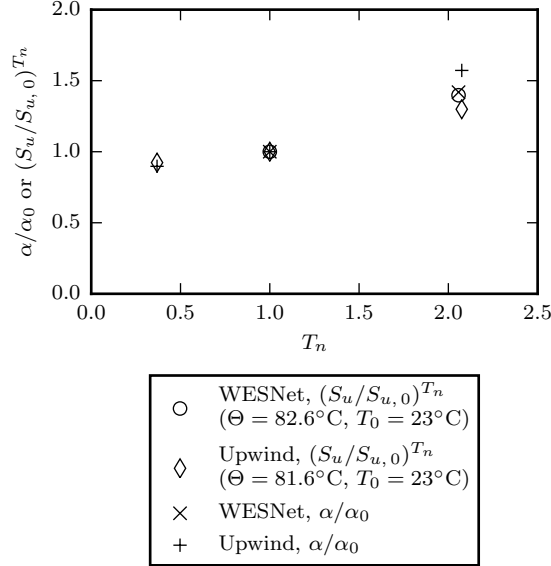 2.0
1.5
1.0
0.5
0.0
α/α₀ or (Sᵤ/Sᵤ,₀)^{Tₙ}
0.0 0.5 1.0 1.5 2.0 2.5
Tₙ
WESNet, (Sᵤ/Sᵤ,₀)^{Tₙ}
(Θ = 82.6°C, T₀ = 23°C)
Upwind, (Sᵤ/Sᵤ,₀)^{Tₙ}
(Θ = 81.6°C, T₀ = 23°C)
WESNet, α/α₀
Upwind, α/α₀